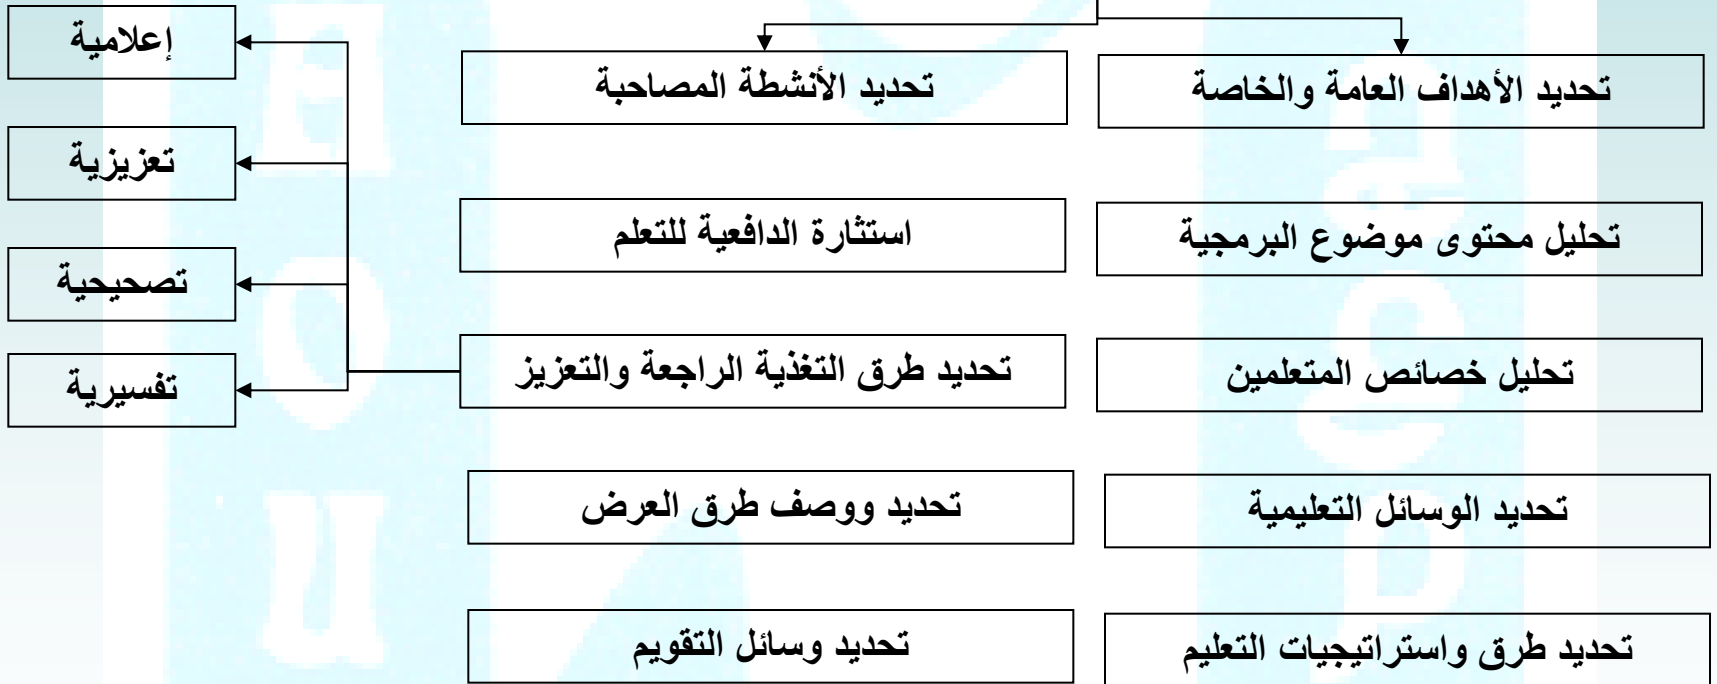 تحديد الأهداف العامة والخاصة
تحليل محتوى موضوع البرمجية
تحليل خصائص المتعلمين
تحديد الوسائل التعليمية
تحديد طرق واستراتيجيات التعليم
تحديد الأنشطة المصاحبة
استثارة الدافعية للتعلم
تحديد طرق التغذية الراجعة والتعزيز
تحديد ووصف طرق العرض
تحديد وسائل التقويم
إعلامية
تعزيزية
تصحيحية
تفسيرية